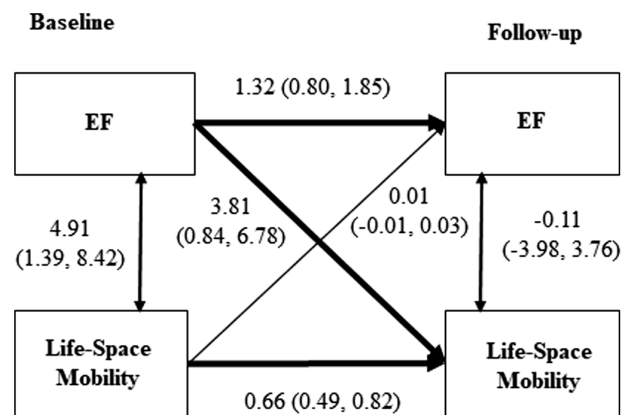 Baseline
Follow-up
1.32 (0.80, 1.85)
EF
EF
3.81
(0.84, 6.78)
0.01
(-0.01, 0.03)
4.91
(1.39, 8.42)
-0.11
(-3.98, 3.76)
Life-Space
Mobility
Life-Space
Mobility
0.66 (0.49, 0.82)